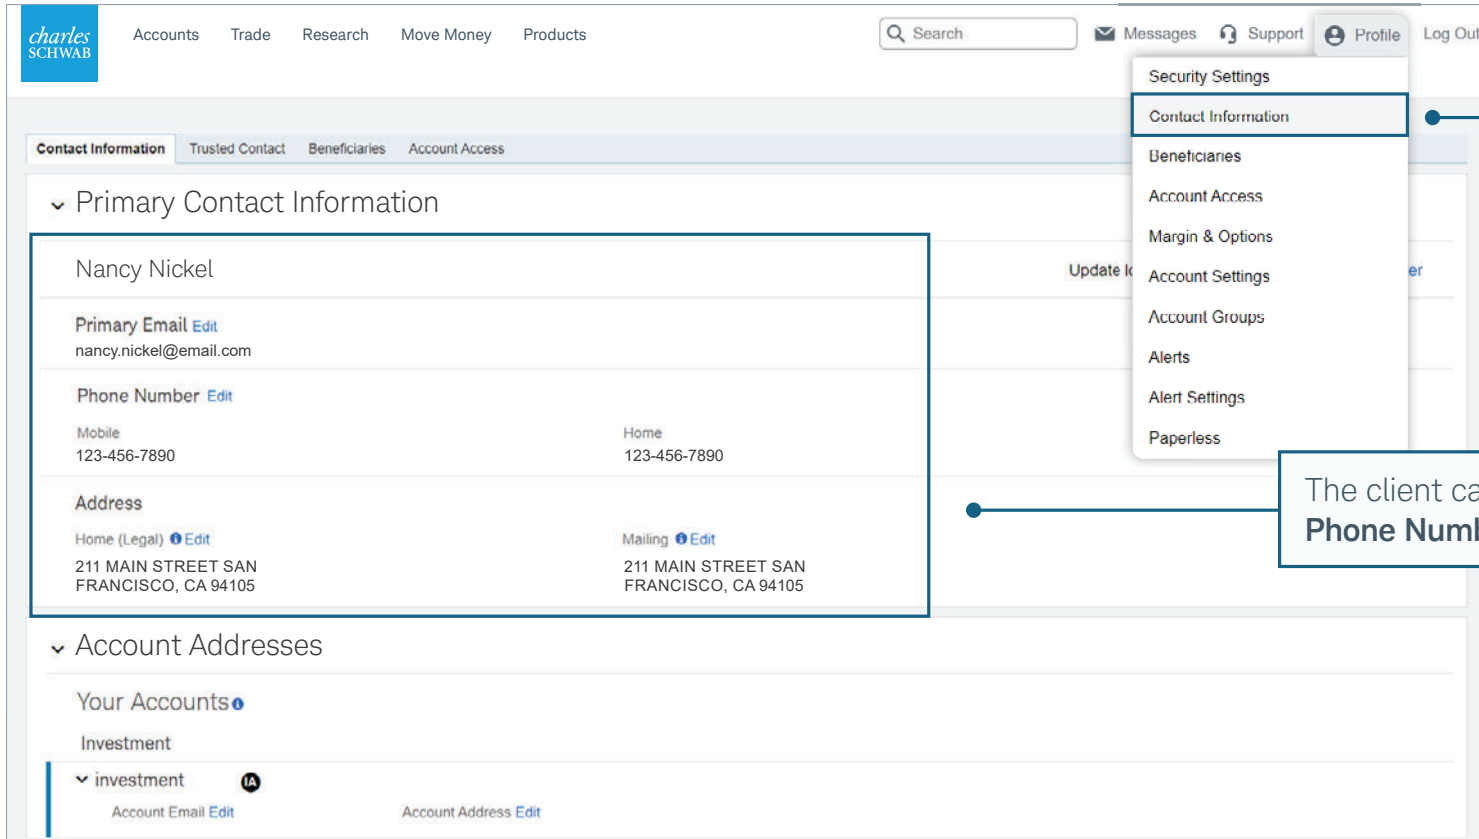 charles
SCHWAB
Accounts Trade Research Move Money Products
Search
Messages Support Profile Log Out
Security Settings
Contact Information
Beneficiaries
Account Access
Margin & Options
Account Settings
Account Groups
Alerts
Alert Settings
Paperless
Contact Information Trusted Contact Beneficiaries Account Access
Primary Contact Information
Nancy Nickel
Update
Primary Email Edit
nancy.nickel@email.com
Phone Number Edit
Mobile Home
123-456-7890 123-456-7890
Address
Home (Legal) Edit Mailing Edit
211 MAIN STREET SAN 211 MAIN STREET SAN
FRANCISCO, CA 94105 FRANCISCO, CA 94105
The client
Phone
Account Addresses
Your Accounts
Investment
investment IA
Account Email Edit Account Address Edit